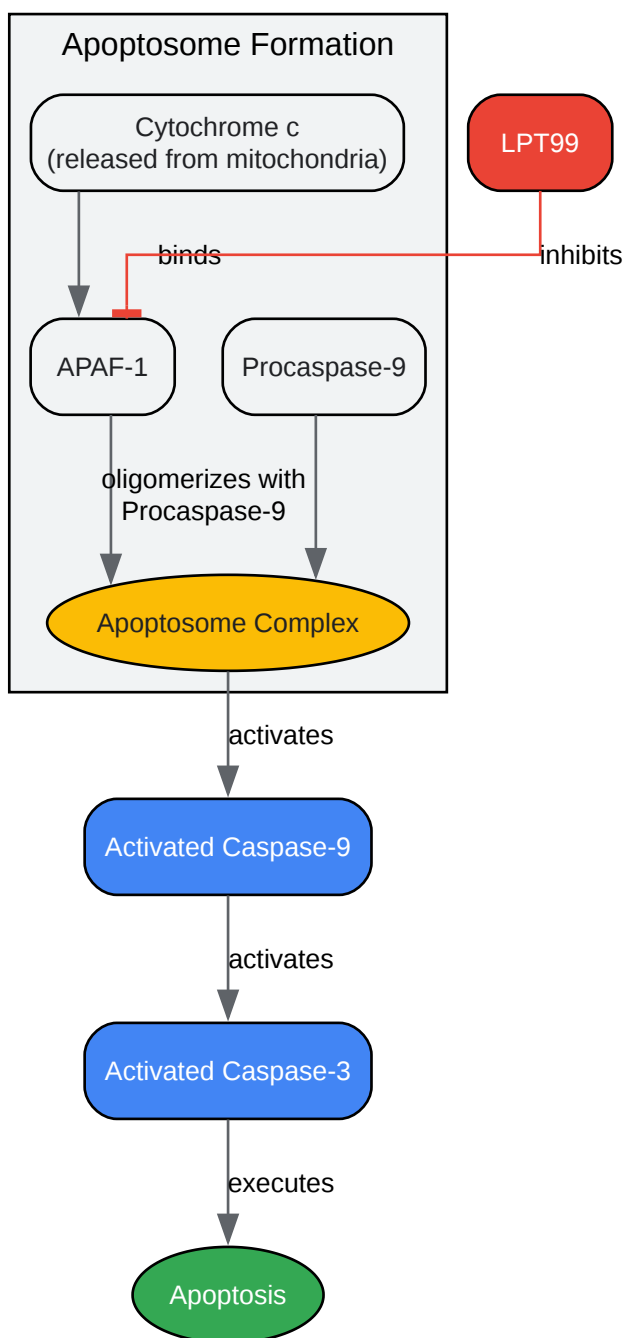 Apoptosome Formation
Cytochrome c
(released from mitochondria)
LPT99
binds
inhibits
APAF-1
Procaspase-9
oligomerizes with
Procaspase-9
Apoptosome Complex
activates
Activated Caspase-9
activates
Activated Caspase-3
executes
Apoptosis